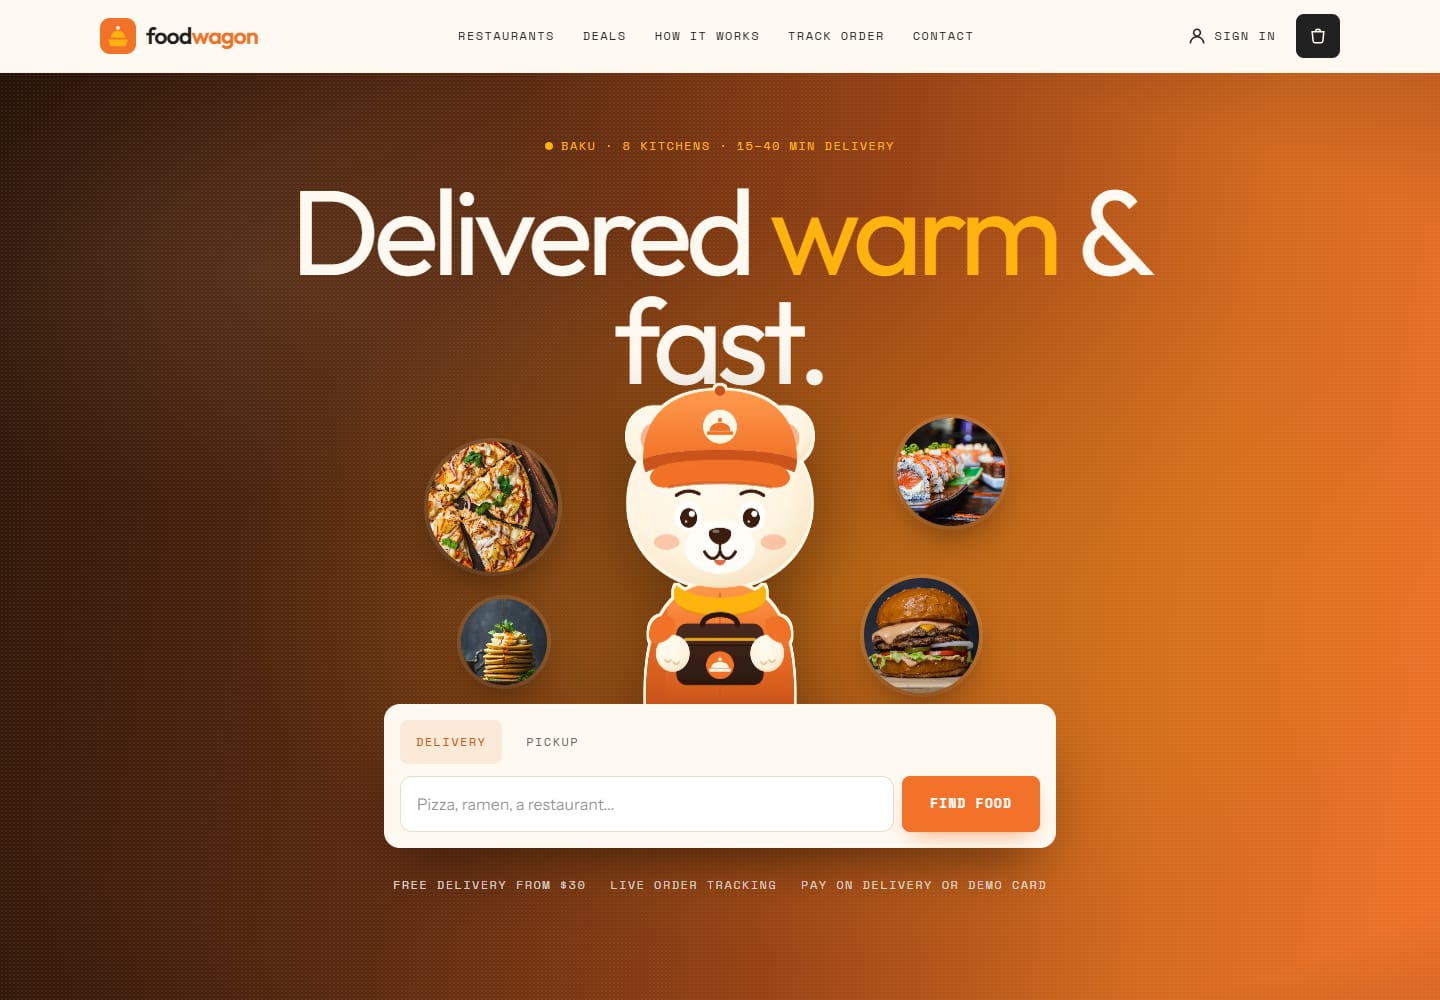 foodwagon
RESTAURANTS DEALS HOW IT WORKS TRACK ORDER CONTACT
SIGN IN
BAKU · 8 KITCHENS · 15–40 MIN DELIVERY
Delivered warm &
fast.
DELIVERY PICKUP
Pizza, ramen, a restaurant...
FIND FOOD
FREE DELIVERY FROM $30 LIVE ORDER TRACKING PAY ON DELIVERY OR DEMO CARD